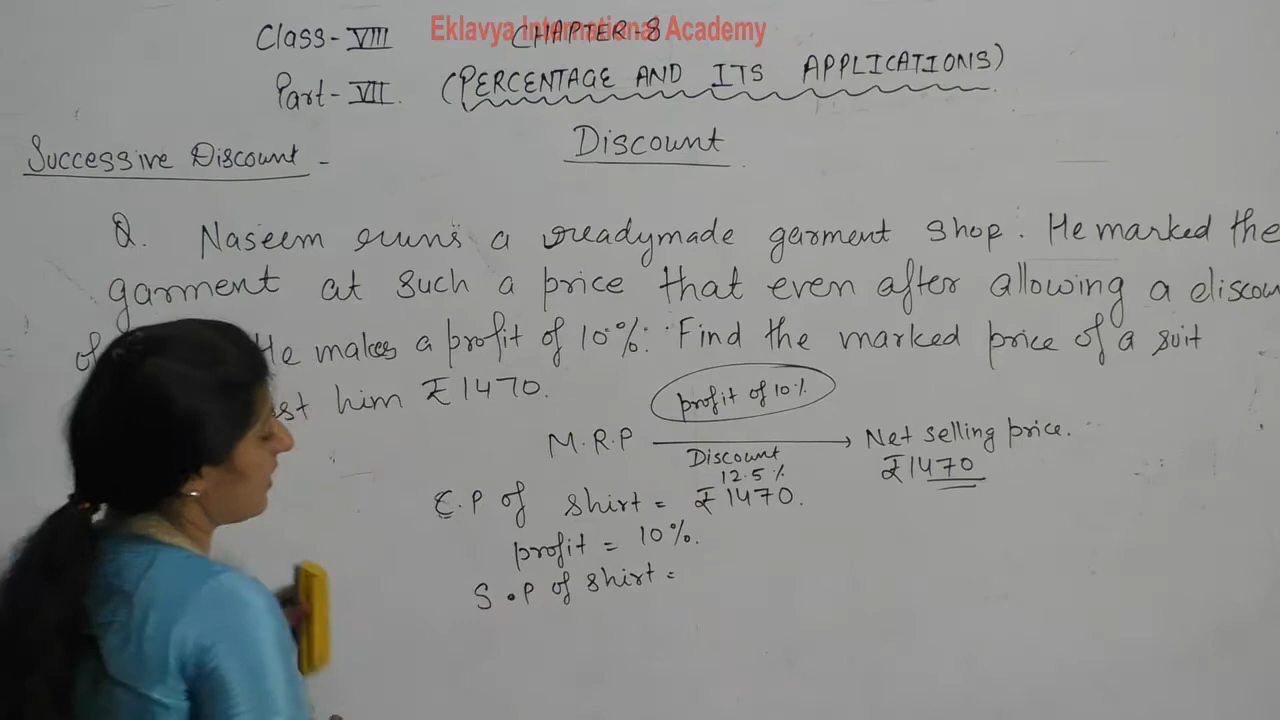 Eklavya International Academy
Class-VIII CHAPTER-8
Part-VII. (PERCENTAGE AND ITS APPLICATIONS)
Discount
Successive Discount -
Q. Naseem runs a readymade garment shop. He marked the
garment at such a price that even after allowing a discou
of He makes a profit of 10%. Find the marked price of a suit
him ₹1470.
profit of 10%
M.R.P Net selling price.
Discount
12.5%
₹1470
C.P of shirt = ₹1470.
profit = 10%.
S.P of shirt =